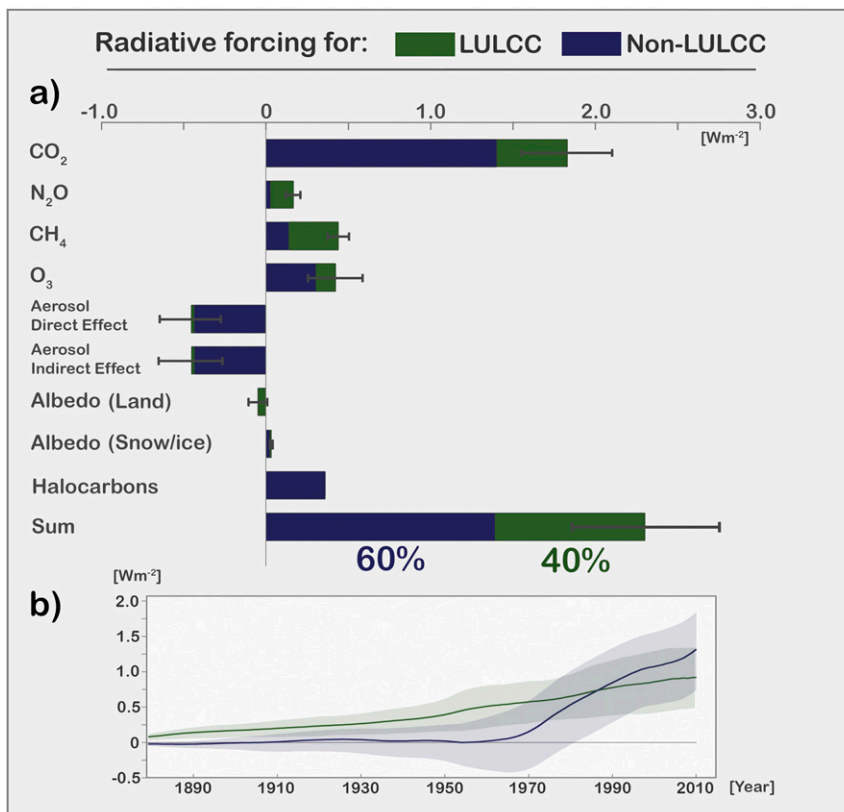 Radiative forcing for: LULCC Non-LULCC
a)
-1.0 0 1.0 2.0 3.0
[Wm-2]
CO2
N2O
CH4
O3
Aerosol
Direct Effect
Aerosol
Indirect Effect
Albedo (Land)
Albedo (Snow/ice)
Halocarbons
Sum
60% 40%
b)
[Wm-2]
2.0
1.5
1.0
0.5
0
-0.5
1890 1910 1930 1950 1970 1990 2010 [Year]